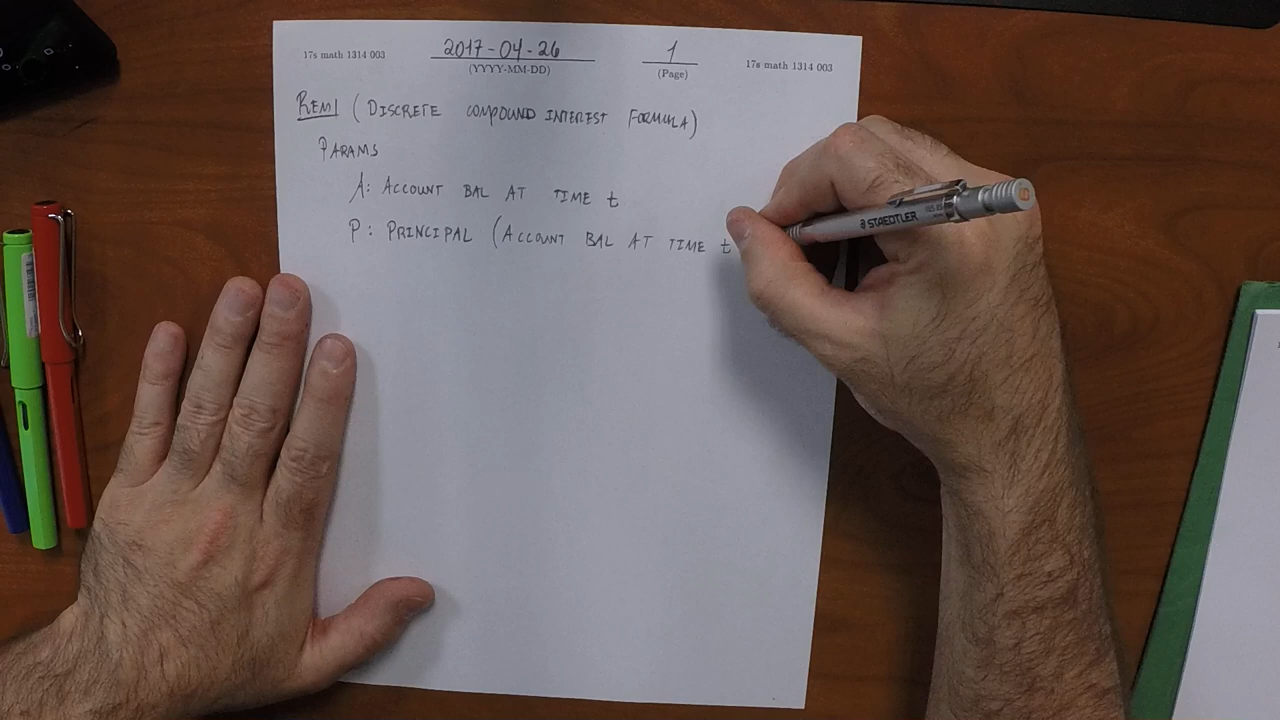 17s math 1314 003 2017-04-26 1 17s math 1314 003
(YYYY-MM-DD) (Page)
REM1 (DISCRETE COMPOUND INTEREST FORMULA)
PARAMS
A: ACCOUNT BAL AT TIME t
P: PRINCIPAL (ACCOUNT BAL AT TIME t
STAEDTLER